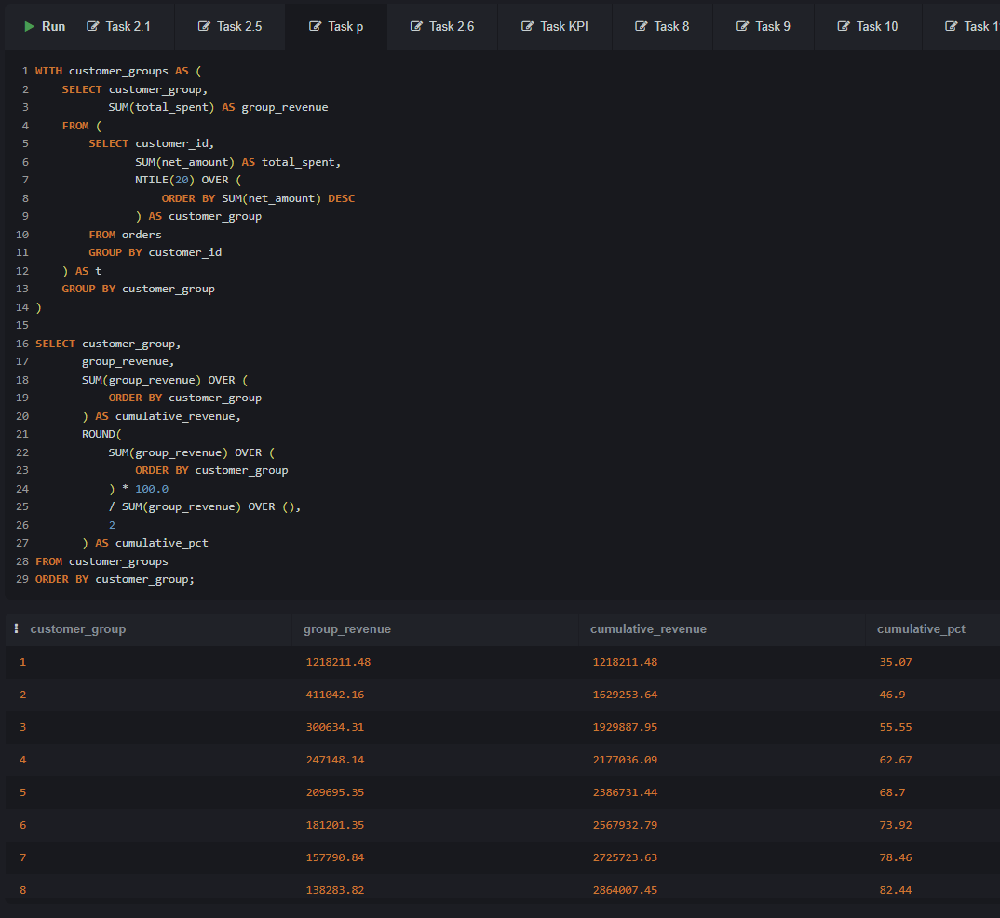 Run Task 2.1 Task 2.5 Task p Task 2.6 Task KPI Task 8 Task 9 Task 10 Task 1
1 WITH customer_groups AS (
2 SELECT customer_group,
3 SUM(total_spent) AS group_revenue
4 FROM (
5 SELECT customer_id,
6 SUM(net_amount) AS total_spent,
7 NTILE(20) OVER (
8 ORDER BY SUM(net_amount) DESC
9 ) AS customer_group
10 FROM orders
11 GROUP BY customer_id
12 ) AS t
13 GROUP BY customer_group
14 )
15
16 SELECT customer_group,
17 group_revenue,
18 SUM(group_revenue) OVER (
19 ORDER BY customer_group
20 ) AS cumulative_revenue,
21 ROUND(
22 SUM(group_revenue) OVER (
23 ORDER BY customer_group
24 ) * 100.0
25 / SUM(group_revenue) OVER (),
26 2
27 ) AS cumulative_pct
28 FROM customer_groups
29 ORDER BY customer_group;
customer_group group_revenue cumulative_revenue cumulative_pct
1 1218211.48 1218211.48 35.07
2 411042.16 1629253.64 46.9
3 300634.31 1929887.95 55.55
4 247148.14 2177036.09 62.67
5 209695.35 2386731.44 68.7
6 181201.35 2567932.79 73.92
7 157790.84 2725723.63 78.46
8 138283.82 2864007.45 82.44